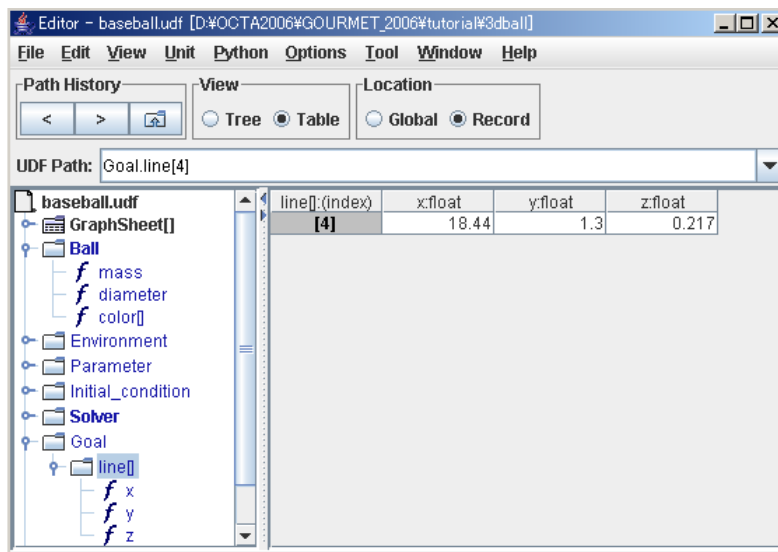 Editor - baseball.udf [D:¥OCTA2006¥GOURMET_2006¥tutorial¥3dball]
File Edit View Unit Python Options Tool Window Help
Path History View Location
< > Tree Table Global Record
UDF Path: Goal.line[4]
baseball.udf
GraphSheet[]
Ball
f mass
f diameter
f color[]
Environment
Parameter
Initial_condition
Solver
Goal
line[]
f x
f y
f z
line[]:(index) x:float y:float z:float
[4] 18.44 1.3 0.217